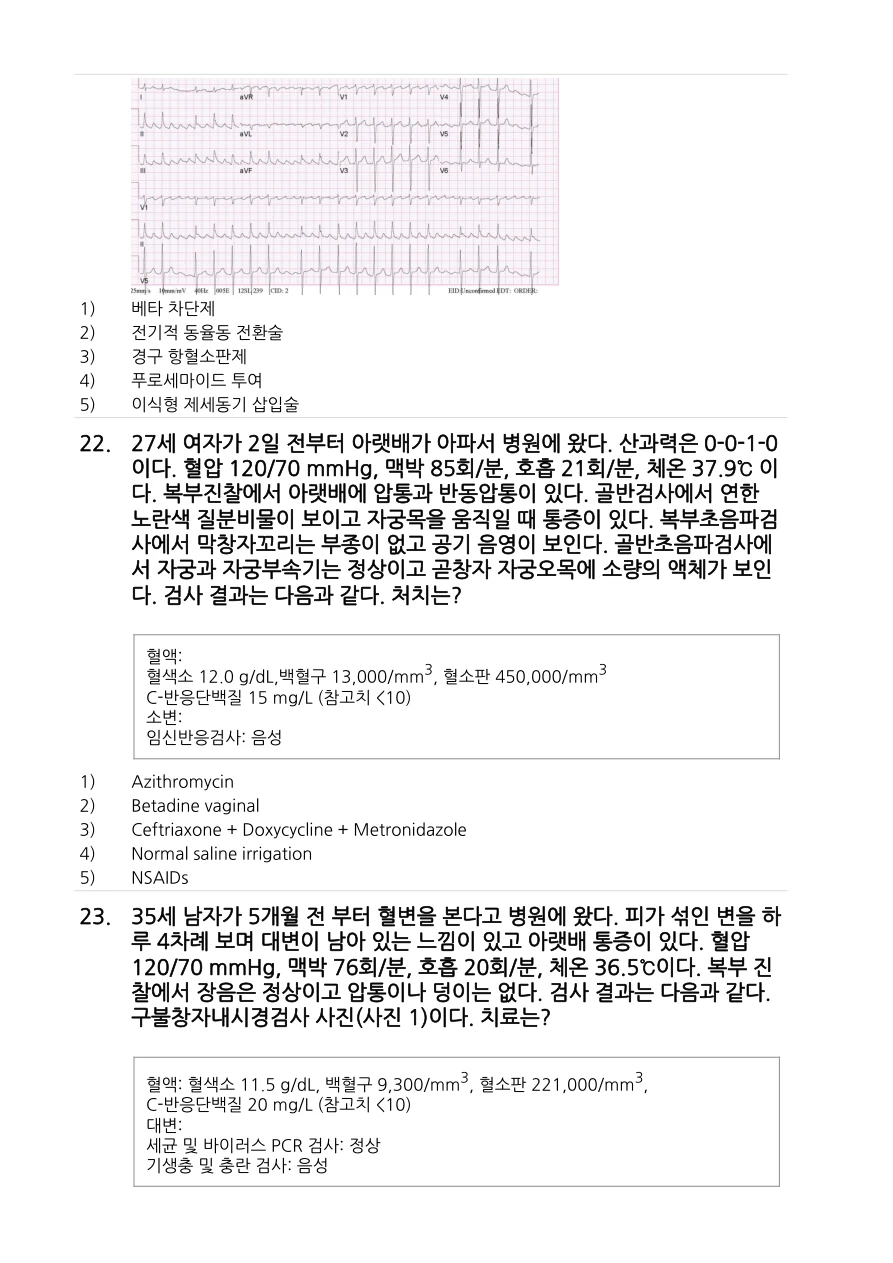 I aVR V1 V4
II aVL V2 V5
III aVF V3 V6
V1
II
V5
25mm/s 10mm/mV 40Hz 005E 12SL 239 CID: 2 EID:Unconfirmed EDT: ORDER:
1) 베타 차단제
2) 전기적 동율동 전환술
3) 경구 항혈소판제
4) 푸로세마이드 투여
5) 이식형 제세동기 삽입술
22. 27세 여자가 2일 전부터 아랫배가 아파서 병원에 왔다. 산과력은 0-0-1-0
이다. 혈압 120/70 mmHg, 맥박 85회/분, 호흡 21회/분, 체온 37.9℃ 이
다. 복부진찰에서 아랫배에 압통과 반동압통이 있다. 골반검사에서 연한
노란색 질분비물이 보이고 자궁목을 움직일 때 통증이 있다. 복부초음파검
사에서 막창자꼬리는 부종이 없고 공기 음영이 보인다. 골반초음파검사에
서 자궁과 자궁부속기는 정상이고 곧창자 자궁오목에 소량의 액체가 보인
다. 검사 결과는 다음과 같다. 처치는?
혈액:
혈색소 12.0 g/dL,백혈구 13,000/mm³, 혈소판 450,000/mm³
C-반응단백질 15 mg/L (참고치 <10)
소변:
임신반응검사: 음성
1) Azithromycin
2) Betadine vaginal
3) Ceftriaxone + Doxycycline + Metronidazole
4) Normal saline irrigation
5) NSAIDs
23. 35세 남자가 5개월 전 부터 혈변을 본다고 병원에 왔다. 피가 섞인 변을 하
루 4차례 보며 대변이 남아 있는 느낌이 있고 아랫배 통증이 있다. 혈압
120/70 mmHg, 맥박 76회/분, 호흡 20회/분, 체온 36.5℃이다. 복부 진
찰에서 장음은 정상이고 압통이나 덩이는 없다. 검사 결과는 다음과 같다.
구불창자내시경검사 사진(사진 1)이다. 치료는?
혈액: 혈색소 11.5 g/dL, 백혈구 9,300/mm³, 혈소판 221,000/mm³,
C-반응단백질 20 mg/L (참고치 <10)
대변:
세균 및 바이러스 PCR 검사: 정상
기생충 및 충란 검사: 음성